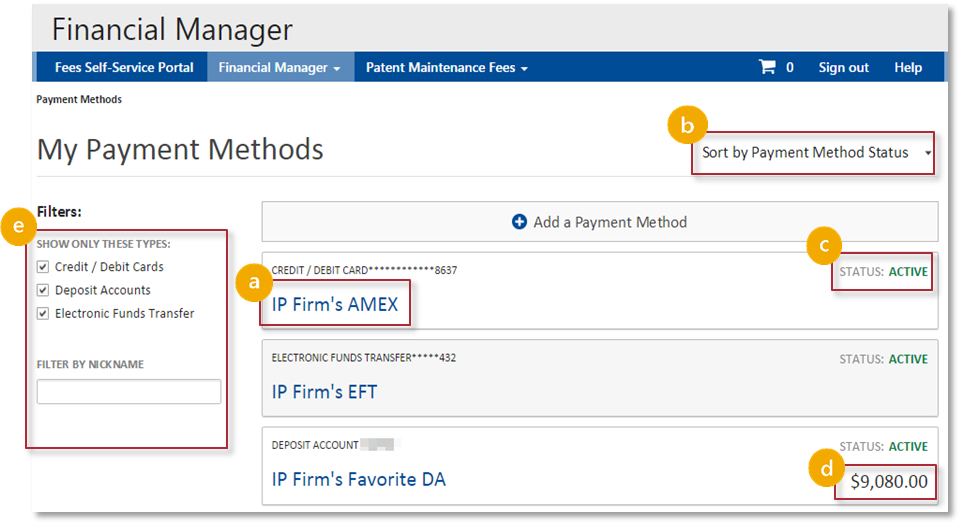 Financial Manager
Fees Self-Service Portal Financial Manager Patent Maintenance Fees 0 Sign out Help
Payment Methods
b
My Payment Methods
Sort by Payment Method Status
Filters:
e
SHOW ONLY THESE TYPES:
Credit / Debit Cards
Deposit Accounts
Electronic Funds Transfer
FILTER BY NICKNAME
Add a Payment Method
c
CREDIT / DEBIT CARD************8637
STATUS: ACTIVE
a
IP Firm's AMEX
ELECTRONIC FUNDS TRANSFER*****432
STATUS: ACTIVE
IP Firm's EFT
DEPOSIT ACCOUNT
STATUS: ACTIVE
IP Firm's Favorite DA
d
$9,080.00